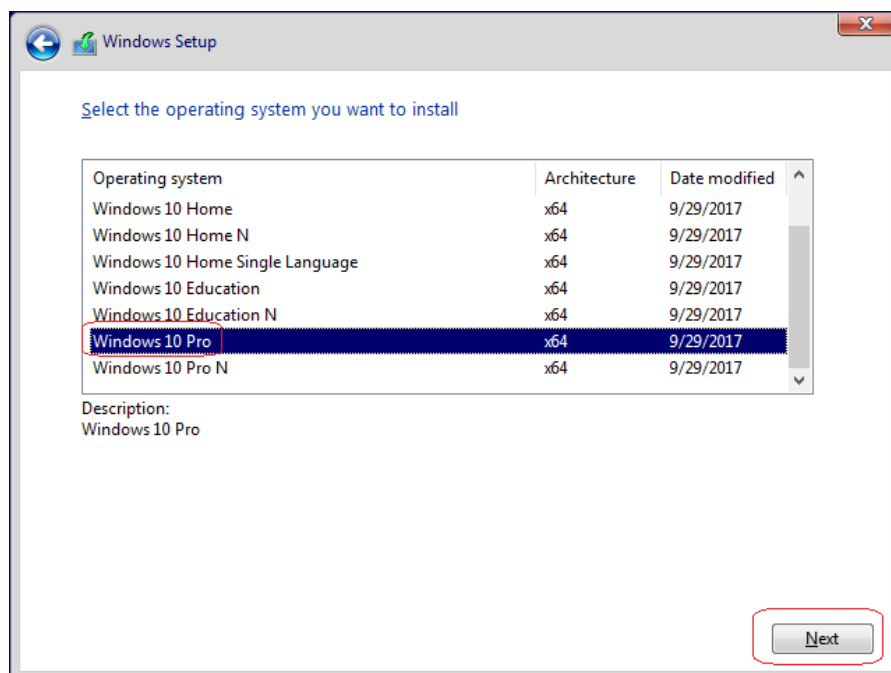 Windows Setup
Select the operating system you want to install
Operating system Architecture Date modified
Windows 10 Home x64 9/29/2017
Windows 10 Home N x64 9/29/2017
Windows 10 Home Single Language x64 9/29/2017
Windows 10 Education x64 9/29/2017
Windows 10 Education N x64 9/29/2017
Windows 10 Pro x64 9/29/2017
Windows 10 Pro N x64 9/29/2017
Description:
Windows 10 Pro
Next